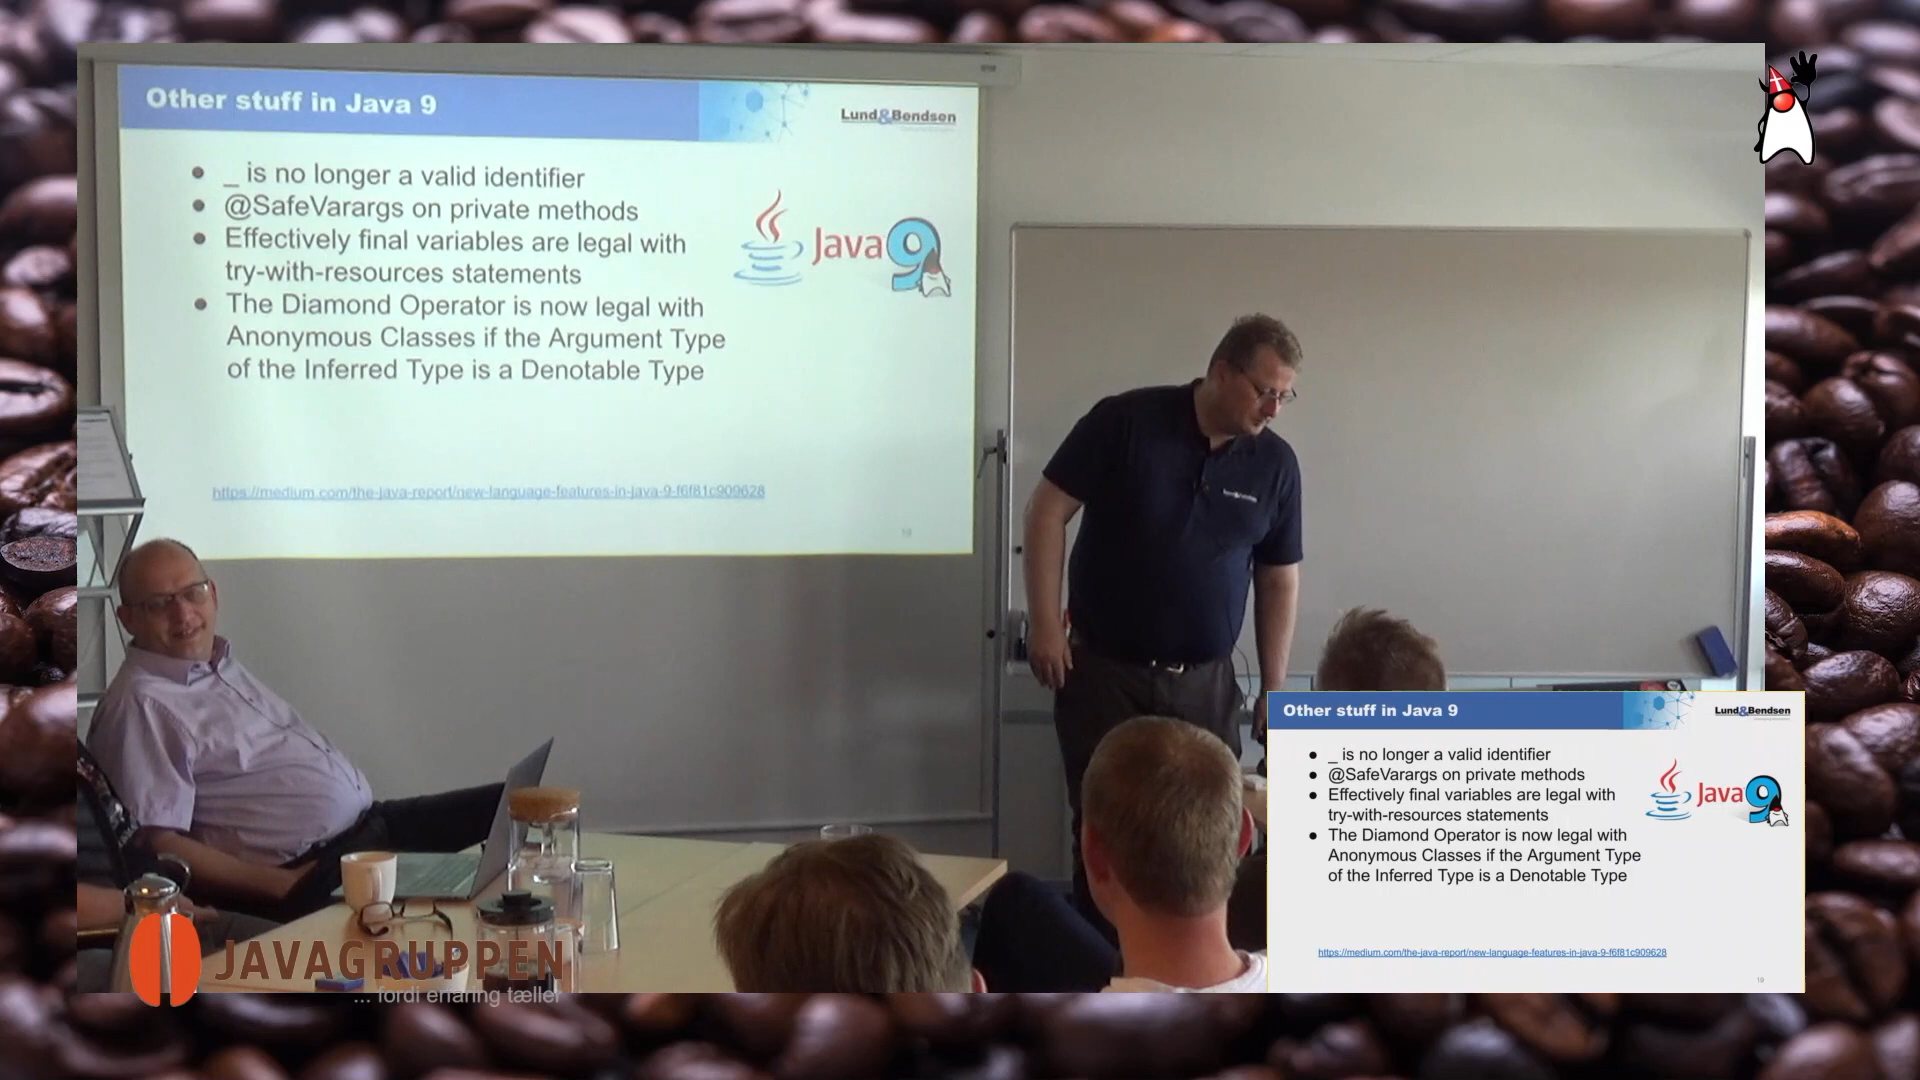 Other stuff in Java 9
Lund&Bendsen
● _ is no longer a valid identifier
● @SafeVarargs on private methods
● Effectively final variables are legal with
try-with-resources statements
● The Diamond Operator is now legal with
Anonymous Classes if the Argument Type
of the Inferred Type is a Denotable Type
Java 9
https://medium.com/the-java-report/new-language-features-in-java-9-f6f81c909628
19
Other stuff in Java 9
Lund&Bendsen
● _ is no longer a valid identifier
● @SafeVarargs on private methods
● Effectively final variables are legal with
try-with-resources statements
● The Diamond Operator is now legal with
Anonymous Classes if the Argument Type
of the Inferred Type is a Denotable Type
Java 9
https://medium.com/the-java-report/new-language-features-in-java-9-f6f81c909628
19
JAVAGRUPPEN
... fordi erfaring tæller